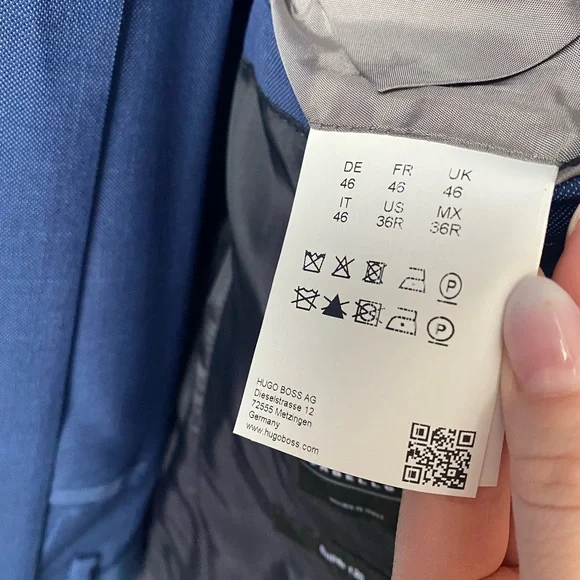 DE FR UK
46 46 46
IT US MX
46 36R 36R
P
P
HUGO BOSS AG
Dieselstrasse 12
72555 Metzingen
Germany
www.hugoboss.com